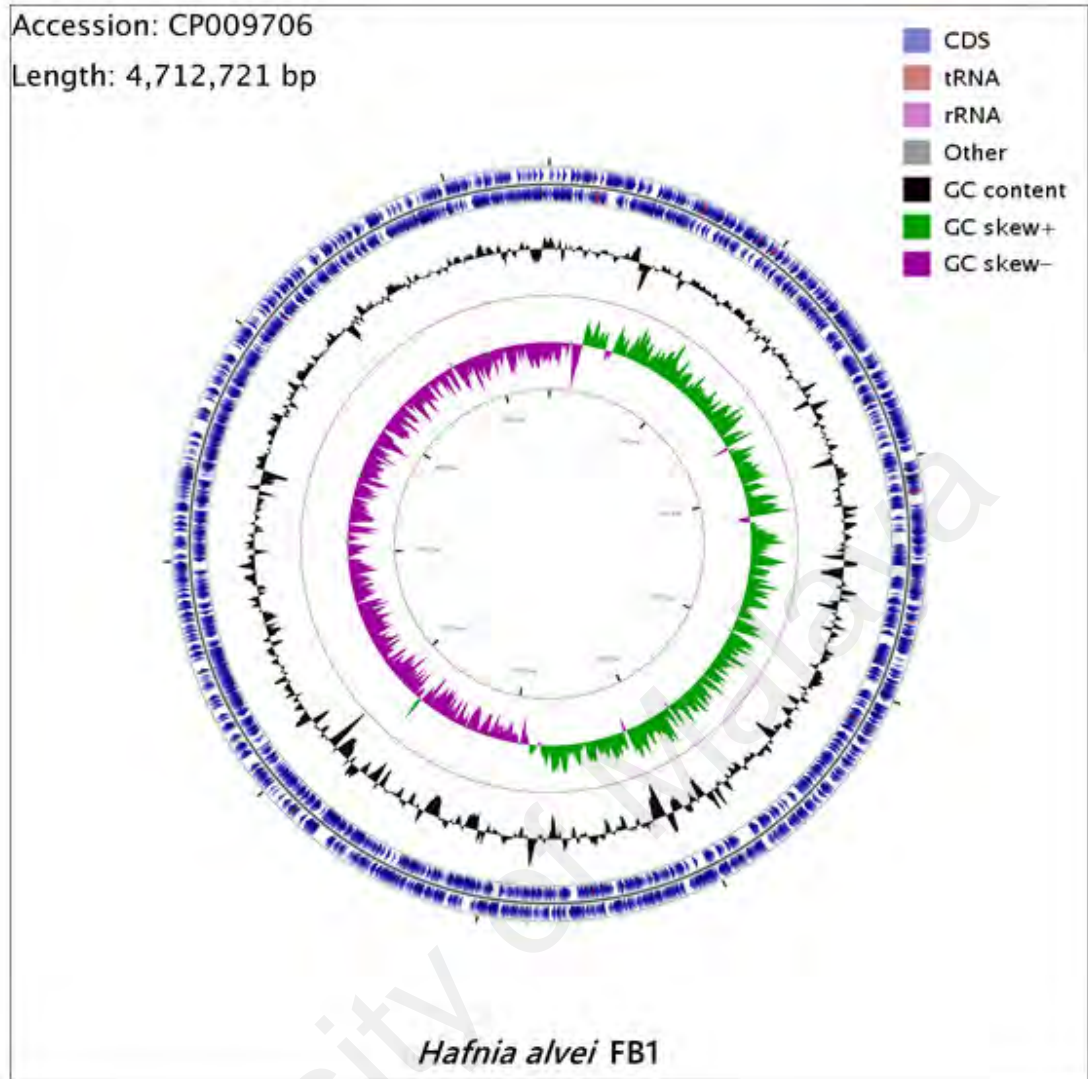 Accession: CP009706
Length: 4,712,721 bp
CDS
tRNA
rRNA
Other
GC content
GC skew+
GC skew−
Hafnia alvei FB1